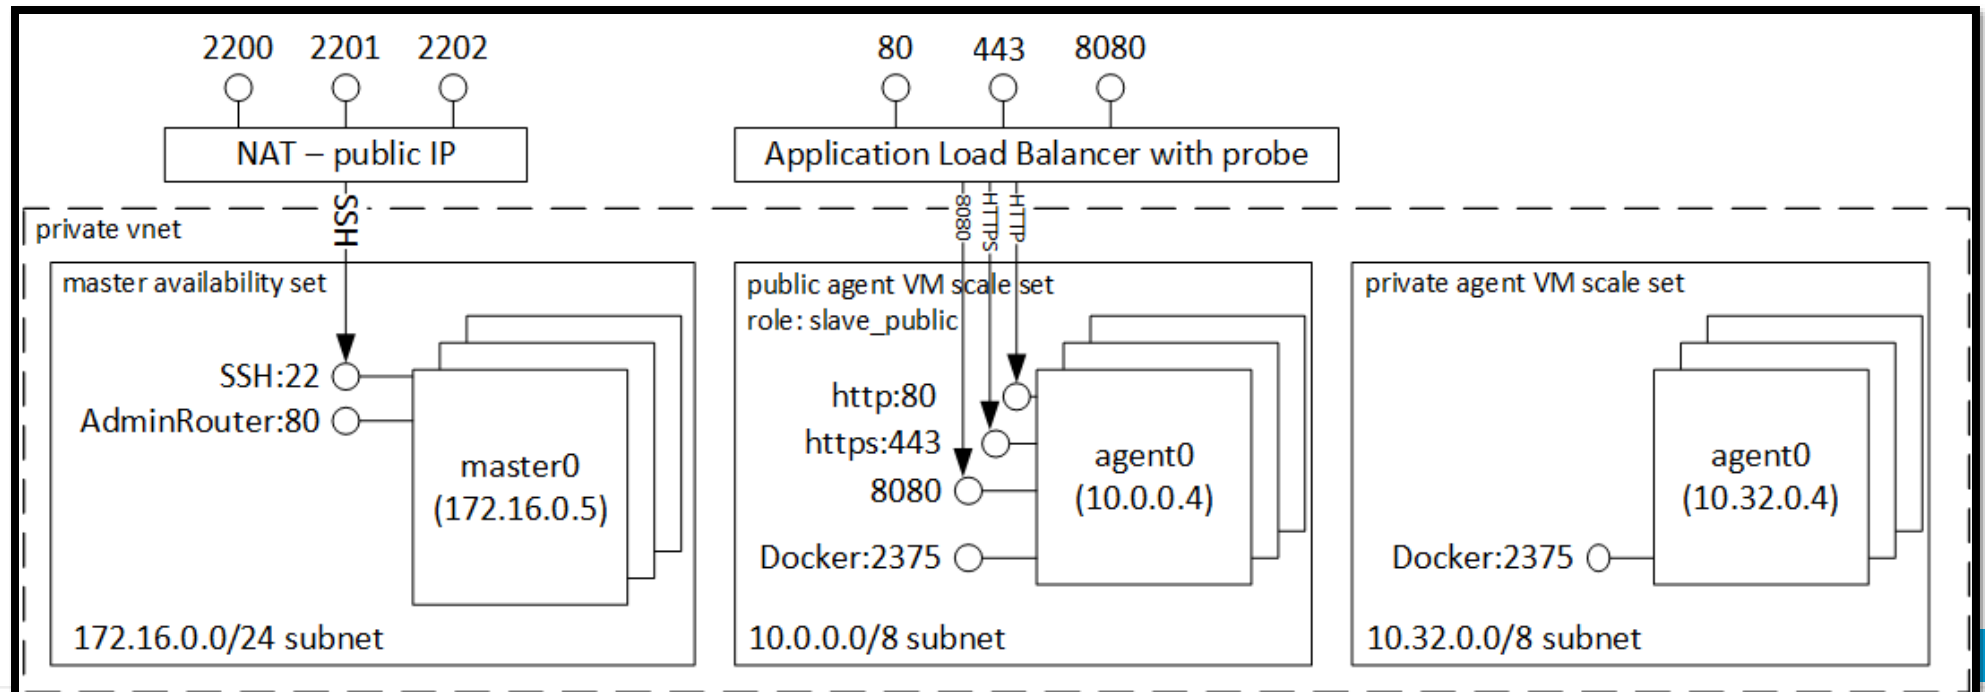 2200 2201 2202
80 443 8080
NAT – public IP
Application Load Balancer with probe
SSH
8080
HTTPS
HTTP
private vnet
master availability set
SSH:22
AdminRouter:80
master0
(172.16.0.5)
172.16.0.0/24 subnet
public agent VM scale set
role: slave_public
http:80
https:443
8080
Docker:2375
agent0
(10.0.0.4)
10.0.0.0/8 subnet
private agent VM scale set
agent0
(10.32.0.4)
Docker:2375
10.32.0.0/8 subnet